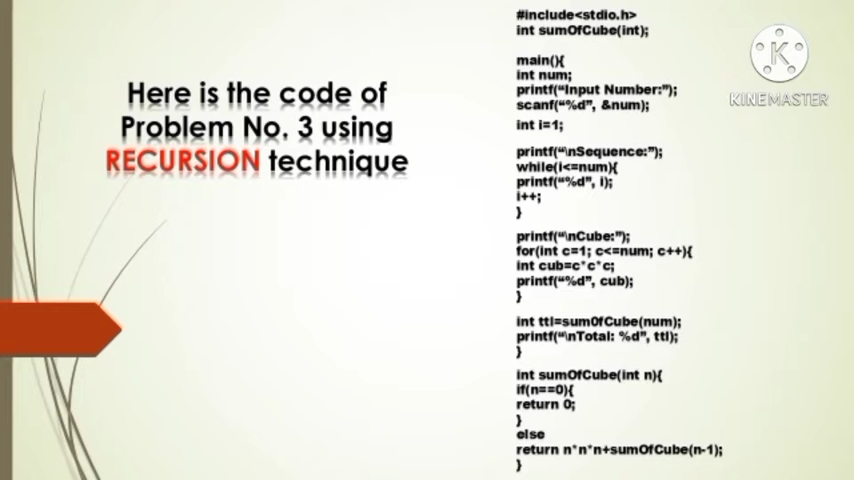 Here is the code of
Problem No. 3 using
RECURSION technique
#include<stdio.h>
int sumOfCube(int);
main(){
int num;
printf(“Input Number:”);
scanf(“%d”, &num);
int i=1;
printf(“\nSequence:”);
while(i<=num){
printf(“%d”, i);
i++;
}
printf(“\nCube:”);
for(int c=1; c<=num; c++){
int cub=c*c*c;
printf(“%d”, cub);
}
int ttl=sumOfCube(num);
printf(“\nTotal: %d”, ttl);
}
int sumOfCube(int n){
if(n==0){
return 0;
}
else
return n*n*n+sumOfCube(n-1);
}
K
KINEMASTER